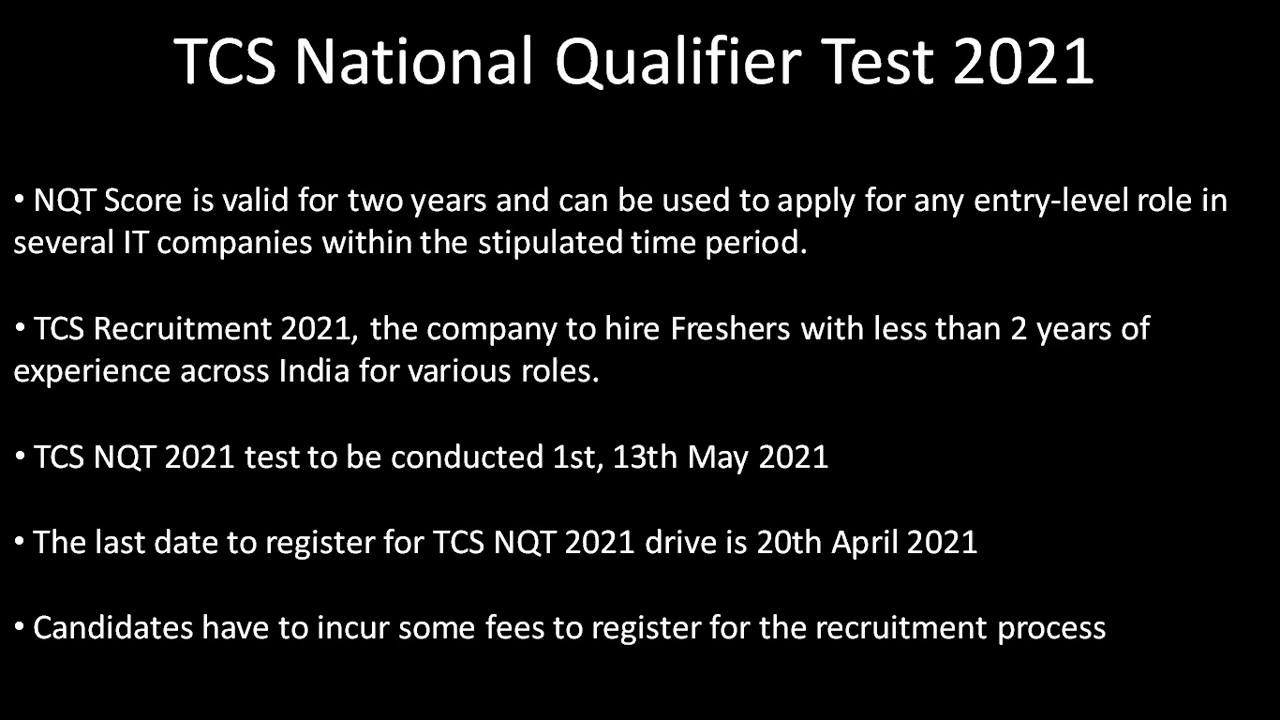 TCS National Qualifier Test 2021
• NQT Score is valid for two years and can be used to apply for any entry-level role in
several IT companies within the stipulated time period.
• TCS Recruitment 2021, the company to hire Freshers with less than 2 years of
experience across India for various roles.
• TCS NQT 2021 test to be conducted 1st, 13th May 2021
• The last date to register for TCS NQT 2021 drive is 20th April 2021
• Candidates have to incur some fees to register for the recruitment process